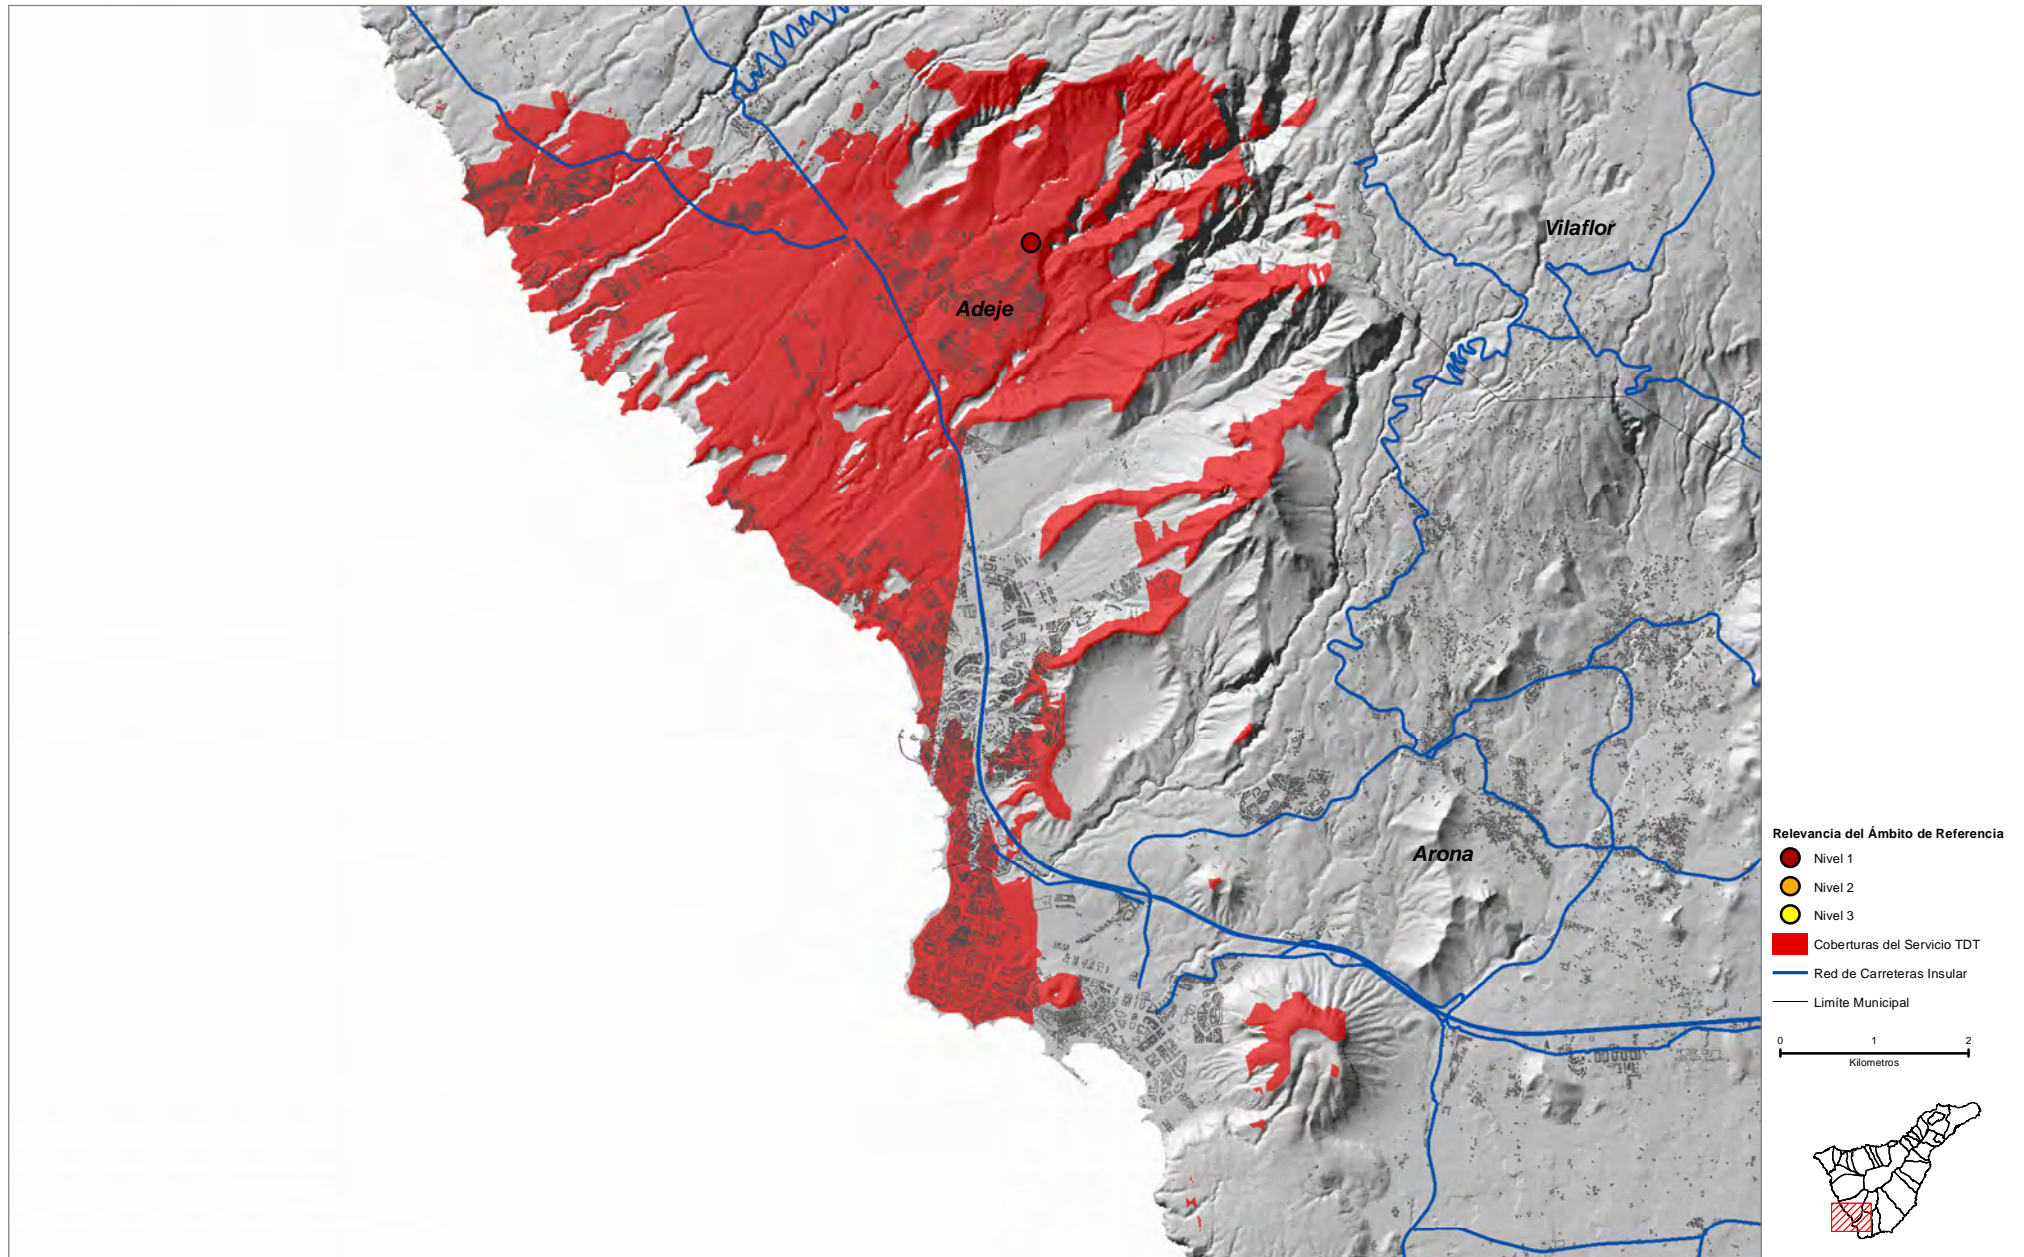 Vilaflor
Adeje
Arona
Relevancia del Ámbito de Referencia
Nivel 1
Nivel 2
Nivel 3
Coberturas del Servicio TDT
Red de Carreteras Insular
Limíte Municipal
0 1 2
Kilometros